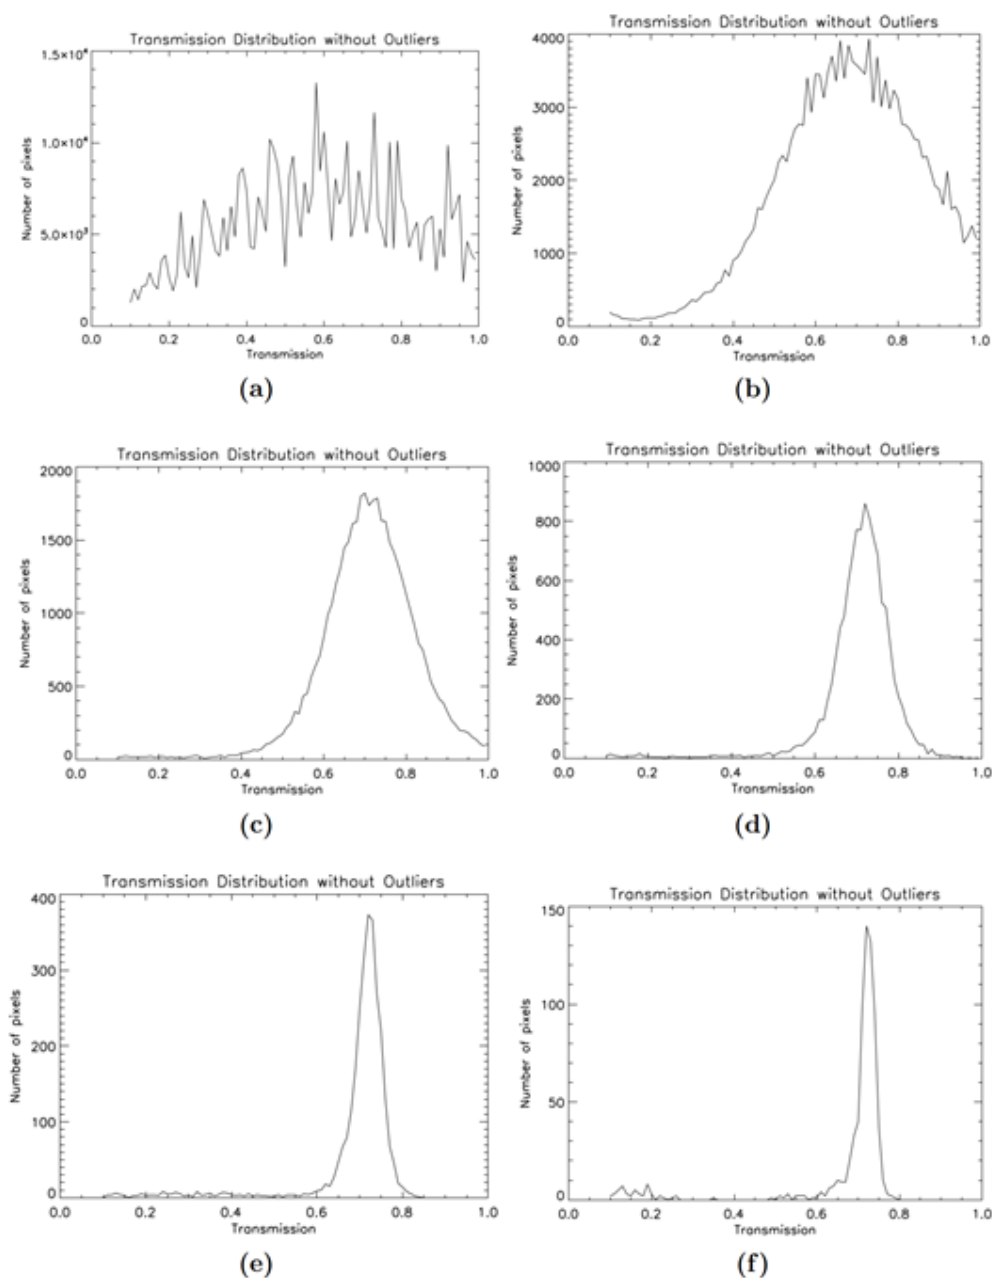 Transmission Distribution without Outliers
1.5×10⁴
1.0×10⁴
5.0×10³
0
Number of pixels
0.0 0.2 0.4 0.6 0.8 1.0
Transmission
(a)
Transmission Distribution without Outliers
4000
3000
2000
1000
0
Number of pixels
0.0 0.2 0.4 0.6 0.8 1.0
Transmission
(b)
Transmission Distribution without Outliers
2000
1500
1000
500
0
Number of pixels
0.0 0.2 0.4 0.6 0.8 1.0
Transmission
(c)
Transmission Distribution without Outliers
1000
800
600
400
200
0
Number of pixels
0.0 0.2 0.4 0.6 0.8 1.0
Transmission
(d)
Transmission Distribution without Outliers
400
300
200
100
0
Number of pixels
0.0 0.2 0.4 0.6 0.8 1.0
Transmission
(e)
Transmission Distribution without Outliers
150
100
50
0
Number of pixels
0.0 0.2 0.4 0.6 0.8 1.0
Transmission
(f)